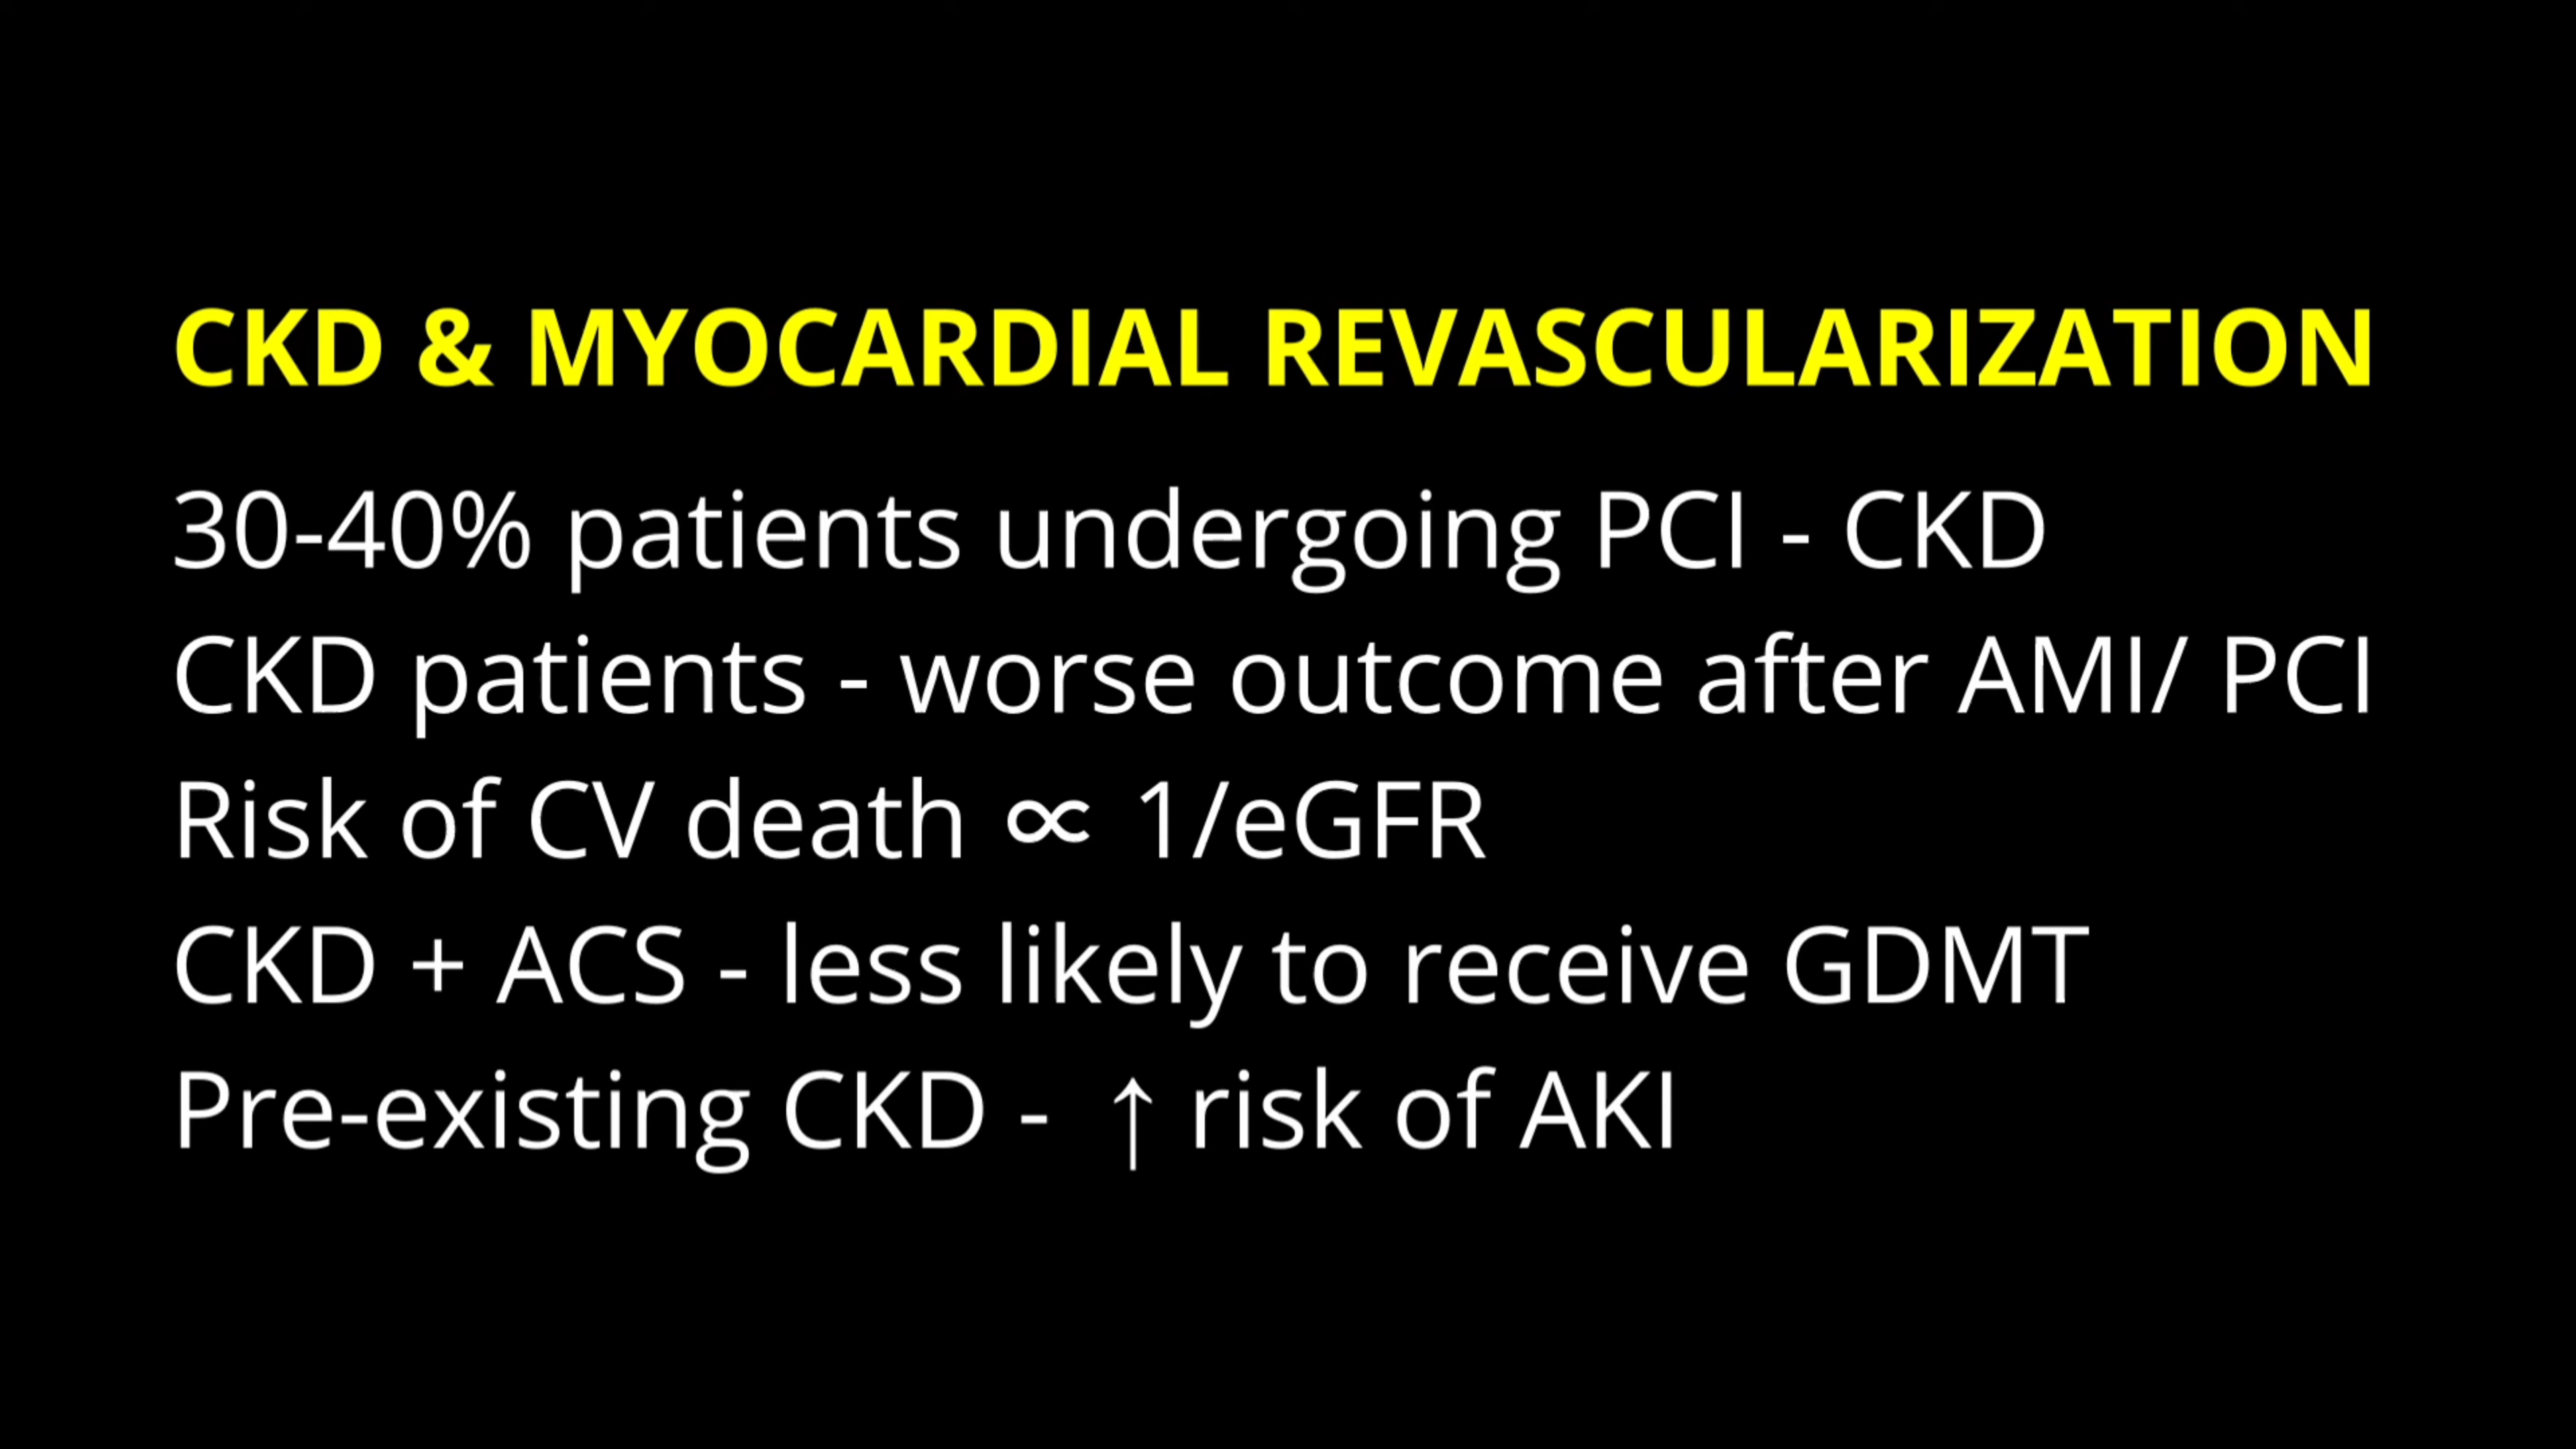 CKD & MYOCARDIAL REVASCULARIZATION
30-40% patients undergoing PCI - CKD
CKD patients - worse outcome after AMI/ PCI
Risk of CV death ∝ 1/eGFR
CKD + ACS - less likely to receive GDMT
Pre-existing CKD - ↑ risk of AKI